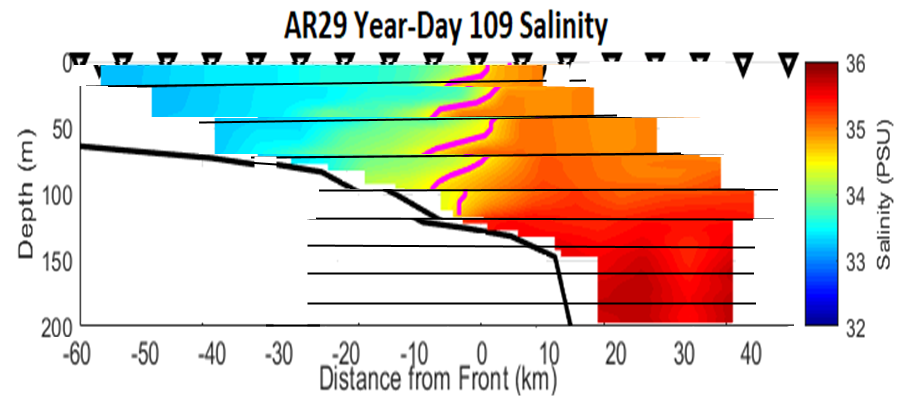 AR29 Year-Day 109 Salinity
0
50
100
150
200
Depth (m)
-60 -50 -40 -30 -20 -10 0 10 20 30 40
Distance from Front (km)
36
35
34
33
32
Salinity (PSU)